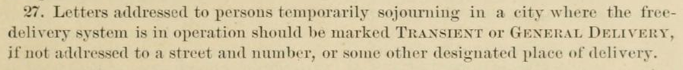 27. Letters addressed to persons temporarily sojourning in a city where the free-
delivery system is in operation should be marked TRANSIENT or GENERAL DELIVERY,
if not addressed to a street and number, or some other designated place of delivery.